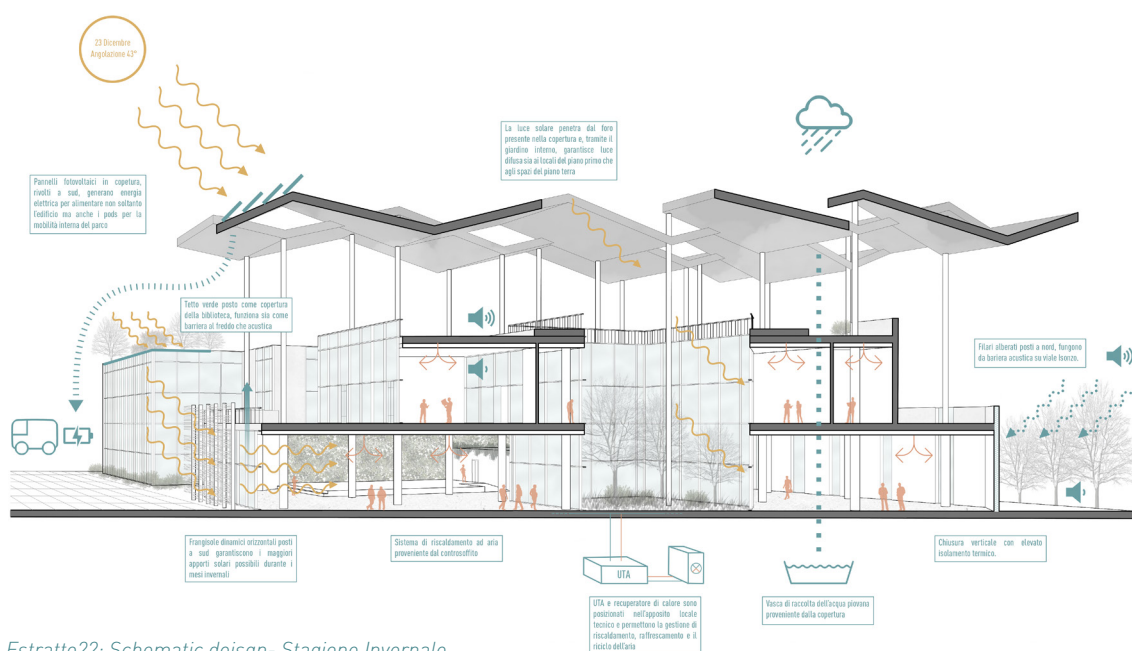 23 Dicembre
Angolazione 43°
La luce solare penetra dal foro
presente nella copertura e, tramite il
giardino interno, garantisce luce
difusa sia ai locali del piano primo che
agli spazi del piano terra
Pannelli fotovoltaici in copetura,
rivolti a sud, generano energia
elettrica per alimentare non soltanto
l'edificio ma anche i pods per la
mobilità interna del parco
Tetto verde posto come copertura
della biblioteca, funziona sia come
barriera al freddo che acustica
Filari alberati posti a nord, fungono
da bariera acustica su viale Isonzo.
Frangisole dinamici orizzontali posti
a sud garantiscono i maggiori
apporti solari possibili durante i
mesi invernali
Sistema di riscaldamento ad aria
proveniente dal controsuffito
Chiusura verticale con elevato
isolamento termico.
UTA
UTA e recuperatore di calore sono
posizionati nell'apposito locale
tecnico e permettono la gestione di
riscaldamento, raffrescamento e il
riciclo dell'aria
Vasca di raccolta dell'acqua piovana
proveniente dalla copertura
Estratto22: Schematic deisgn- Stagione Invernale